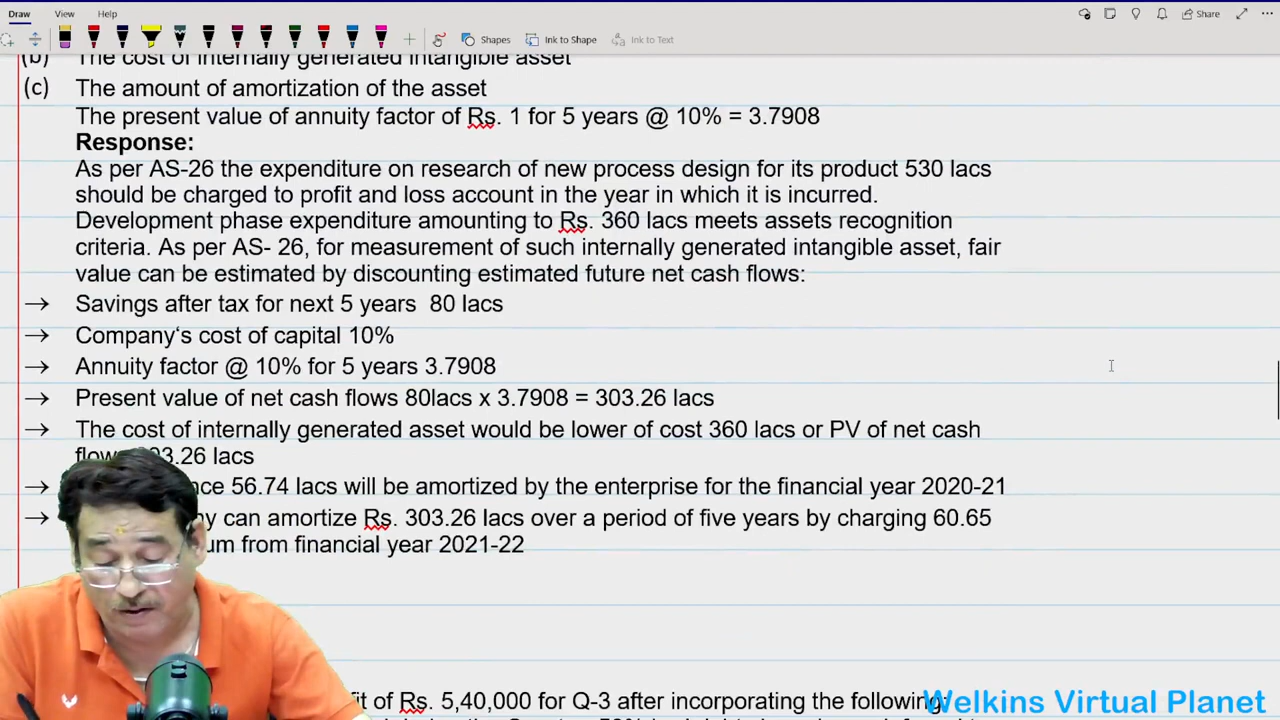 Draw View Help Share
Shapes Ink to Shape Ink to Text
(b) The cost of internally generated intangible asset
(c) The amount of amortization of the asset
The present value of annuity factor of Rs. 1 for 5 years @ 10% = 3.7908
Response:
As per AS-26 the expenditure on research of new process design for its product 530 lacs
should be charged to profit and loss account in the year in which it is incurred.
Development phase expenditure amounting to Rs. 360 lacs meets assets recognition
criteria. As per AS- 26, for measurement of such internally generated intangible asset, fair
value can be estimated by discounting estimated future net cash flows:
→ Savings after tax for next 5 years 80 lacs
→ Company‘s cost of capital 10%
→ Annuity factor @ 10% for 5 years 3.7908
→ Present value of net cash flows 80lacs x 3.7908 = 303.26 lacs
→ The cost of internally generated asset would be lower of cost 360 lacs or PV of net cash
lacs
→ 56.74 lacs will be amortized by the enterprise for the financial year 2020-21
→ can amortize Rs. 303.26 lacs over a period of five years by charging 60.65
from financial year 2021-22
of Rs. 5,40,000 for Q-3 after incorporating the following:
Welkins Virtual Planet